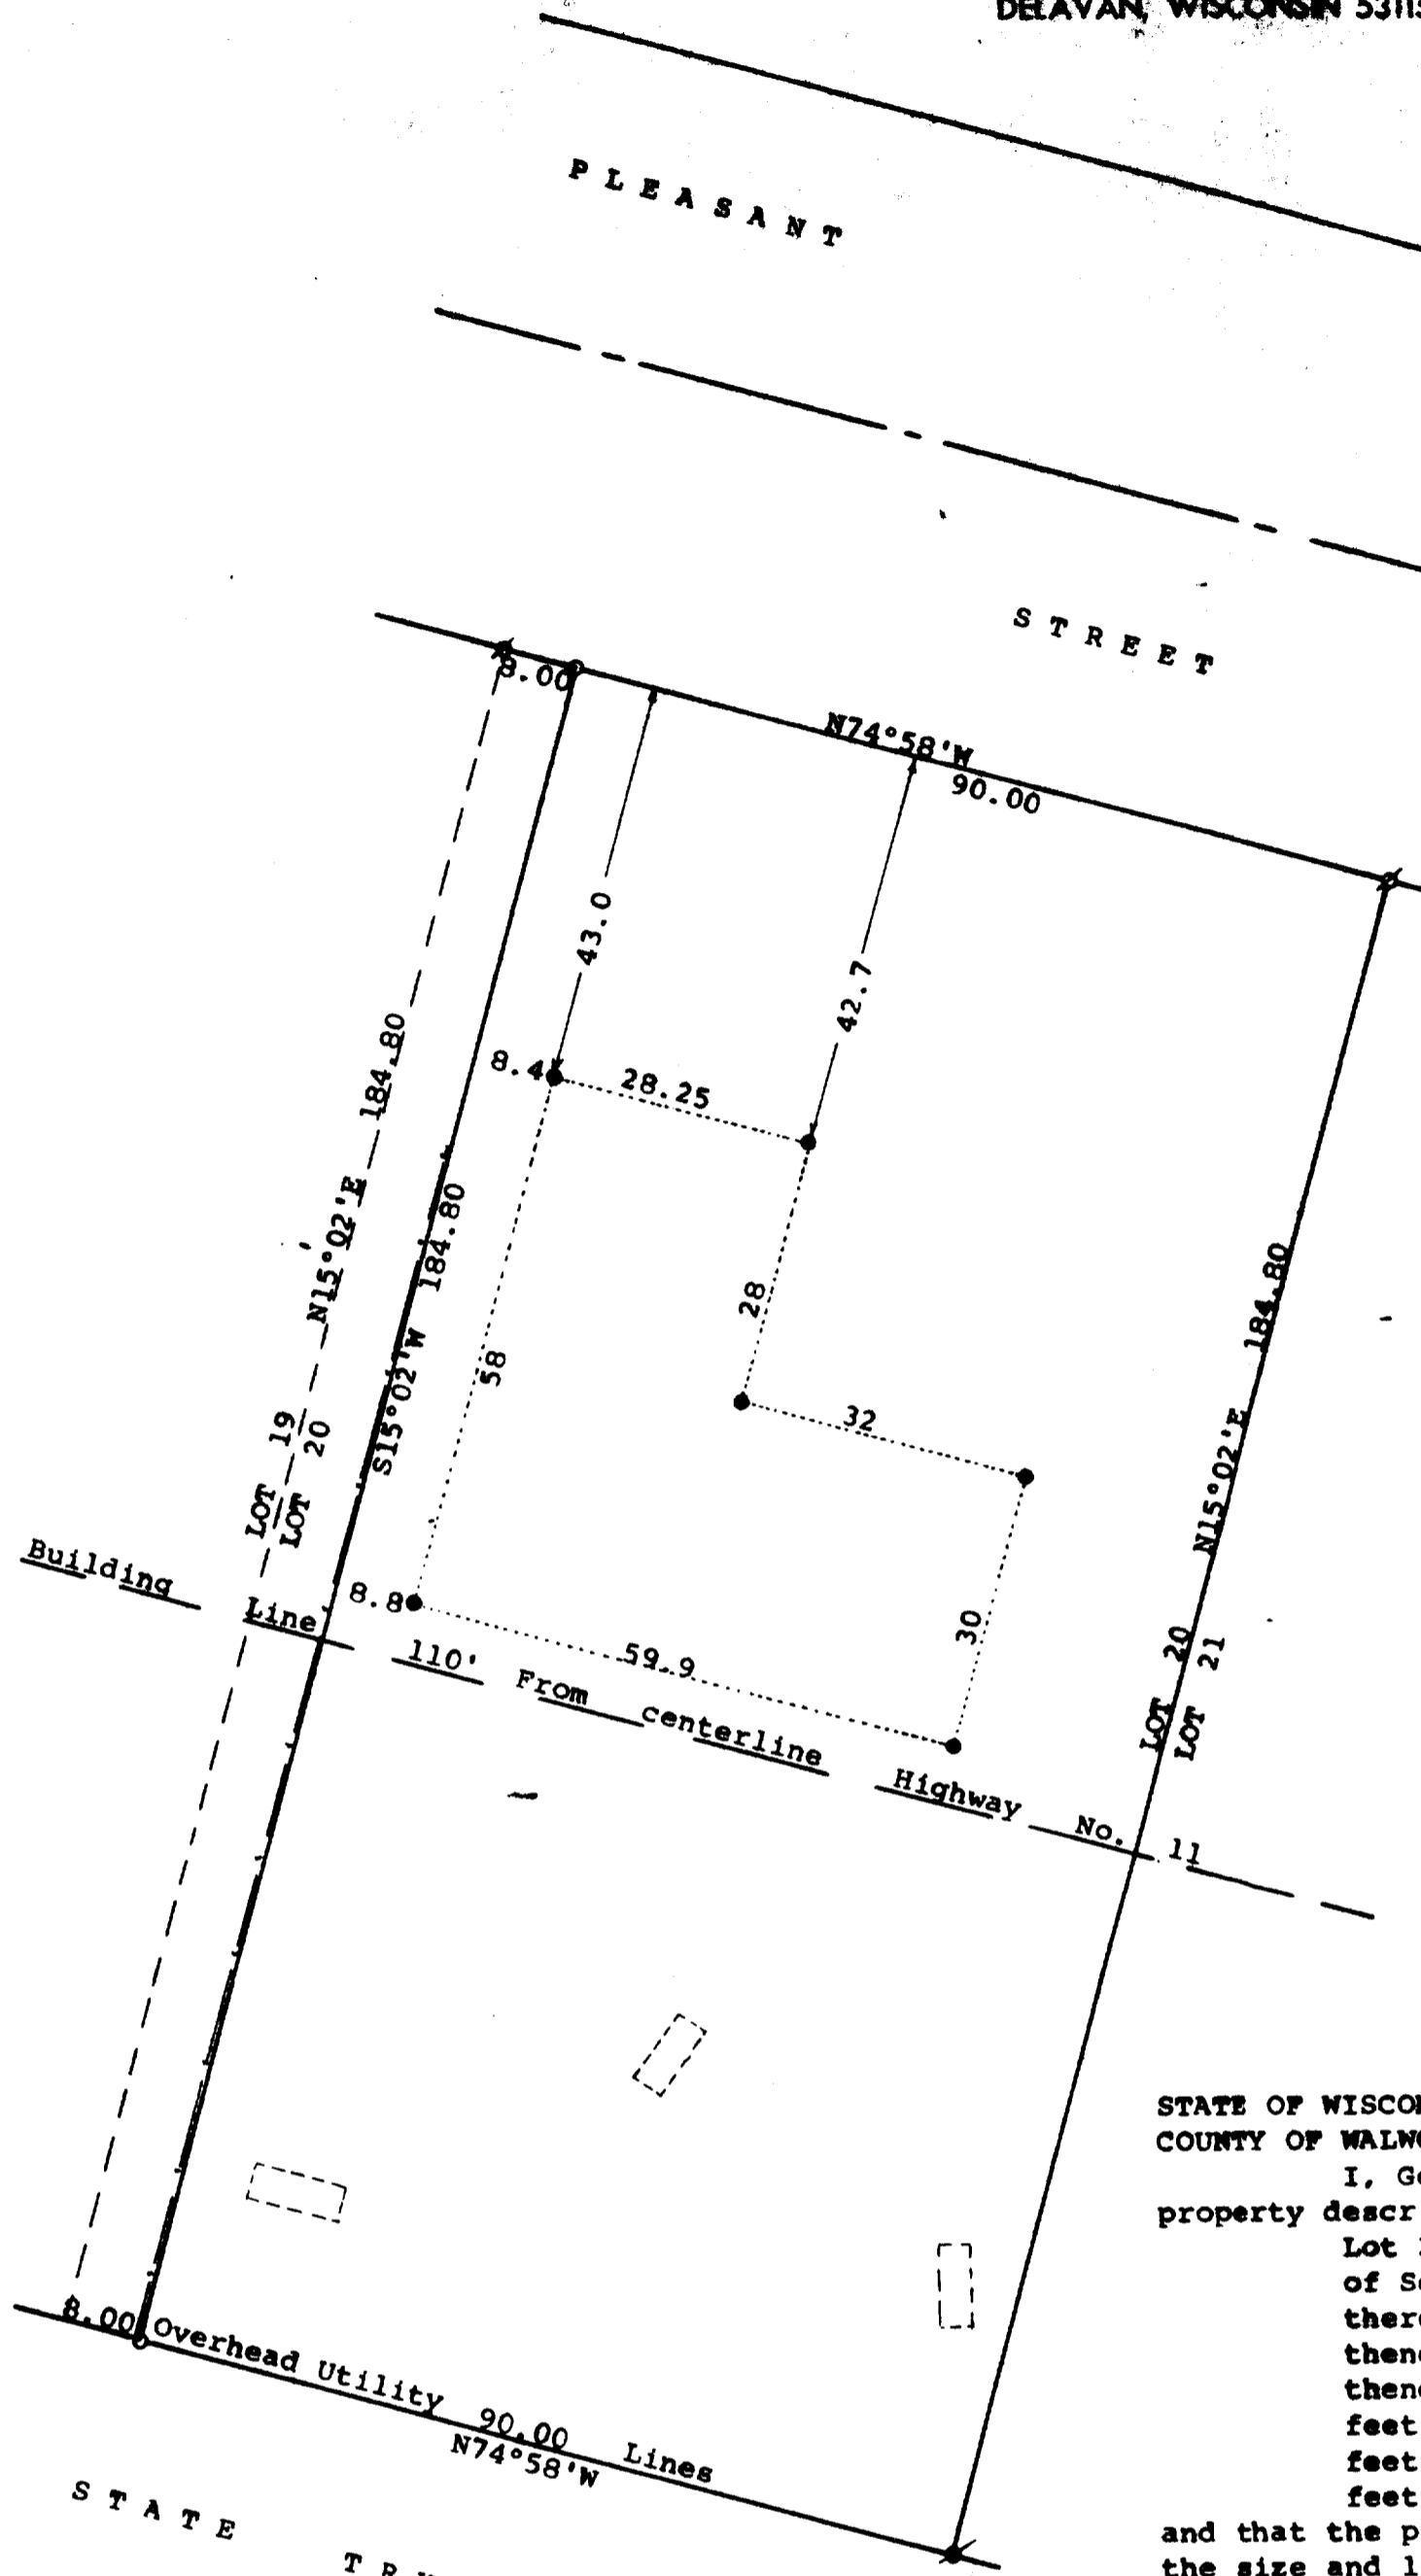 DELAVAN, WISCONSIN 53115
PLEASANT
STREET
8.00
N74°58'W
90.00
43.0
42.7
8.4
28.25
N15°02'E 184.80
S15°02'W 184.80
28
58
32
N15°02'E 184.80
LOT 19
LOT 20
8.8
59.9
30
LOT 20
LOT 21
Building Line 110' From centerline Highway No. 11
8.00
Overhead Utility Lines
90.00
N74°58'W
STATE
STATE OF WISCO
COUNTY OF WALW
I, G
property descr
Lot
of S
ther
then
then
feet
feet
feet
and that the p
the size and l